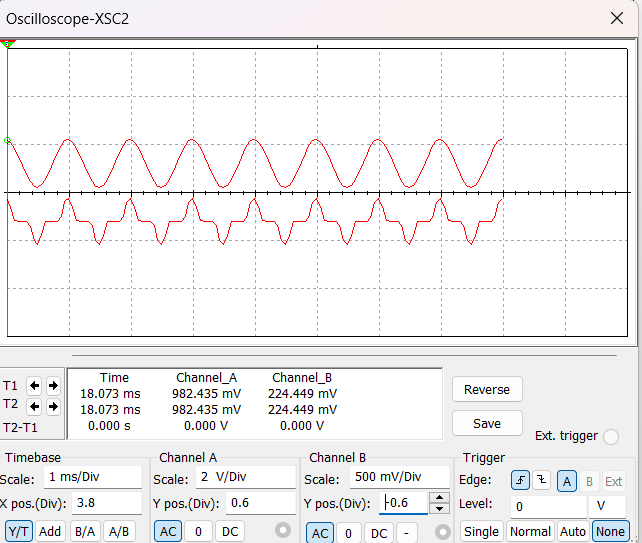 Oscilloscope-XSC2
T1
T2
T2-T1
Time Channel_A Channel_B
18.073 ms 982.435 mV 224.449 mV
18.073 ms 982.435 mV 224.449 mV
0.000 s 0.000 V 0.000 V
Reverse
Save
Ext. trigger
Timebase
Scale: 1 ms/Div
X pos.(Div): 3.8
Y/T Add B/A A/B
Channel A
Scale: 2 V/Div
Y pos.(Div): 0.6
AC 0 DC
Channel B
Scale: 500 mV/Div
Y pos.(Div): -0.6
AC 0 DC -
Trigger
Edge: A B Ext
Level: 0 V
Single Normal Auto None